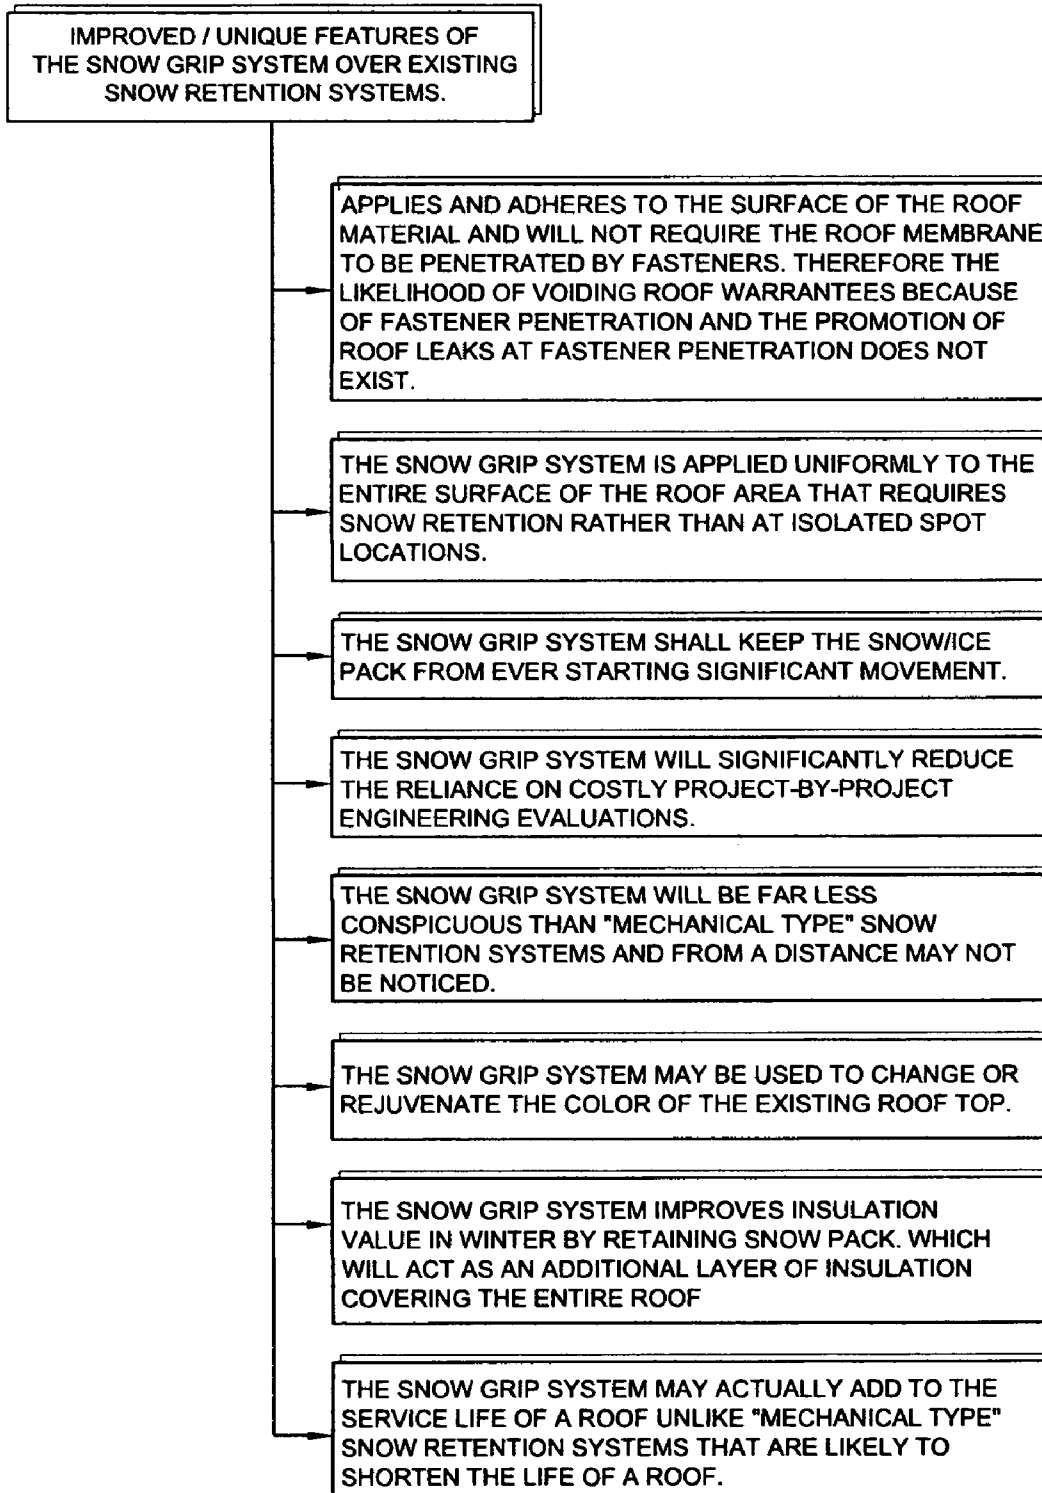 IMPROVED / UNIQUE FEATURES OF
THE SNOW GRIP SYSTEM OVER EXISTING
SNOW RETENTION SYSTEMS.
APPLIES AND ADHERES TO THE SURFACE OF THE ROOF
MATERIAL AND WILL NOT REQUIRE THE ROOF MEMBRANE
TO BE PENETRATED BY FASTENERS. THEREFORE THE
LIKELIHOOD OF VOIDING ROOF WARRANTEES BECAUSE
OF FASTENER PENETRATION AND THE PROMOTION OF
ROOF LEAKS AT FASTENER PENETRATION DOES NOT
EXIST.
THE SNOW GRIP SYSTEM IS APPLIED UNIFORMLY TO THE
ENTIRE SURFACE OF THE ROOF AREA THAT REQUIRES
SNOW RETENTION RATHER THAN AT ISOLATED SPOT
LOCATIONS.
THE SNOW GRIP SYSTEM SHALL KEEP THE SNOW/ICE
PACK FROM EVER STARTING SIGNIFICANT MOVEMENT.
THE SNOW GRIP SYSTEM WILL SIGNIFICANTLY REDUCE
THE RELIANCE ON COSTLY PROJECT-BY-PROJECT
ENGINEERING EVALUATIONS.
THE SNOW GRIP SYSTEM WILL BE FAR LESS
CONSPICUOUS THAN "MECHANICAL TYPE" SNOW
RETENTION SYSTEMS AND FROM A DISTANCE MAY NOT
BE NOTICED.
THE SNOW GRIP SYSTEM MAY BE USED TO CHANGE OR
REJUVENATE THE COLOR OF THE EXISTING ROOF TOP.
THE SNOW GRIP SYSTEM IMPROVES INSULATION
VALUE IN WINTER BY RETAINING SNOW PACK. WHICH
WILL ACT AS AN ADDITIONAL LAYER OF INSULATION
COVERING THE ENTIRE ROOF
THE SNOW GRIP SYSTEM MAY ACTUALLY ADD TO THE
SERVICE LIFE OF A ROOF UNLIKE "MECHANICAL TYPE"
SNOW RETENTION SYSTEMS THAT ARE LIKELY TO
SHORTEN THE LIFE OF A ROOF.